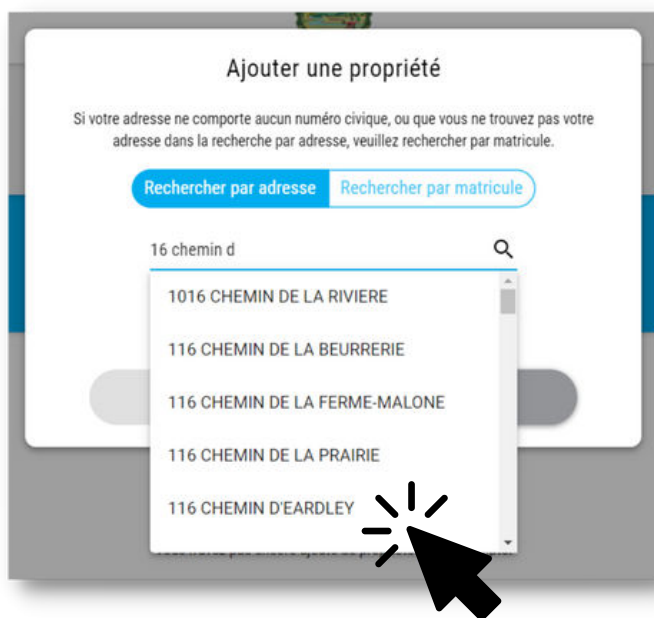 Ajouter une propriété
Si votre adresse ne comporte aucun numéro civique, ou que vous ne trouvez pas votre
adresse dans la recherche par adresse, veuillez rechercher par matricule.
Rechercher par adresse Rechercher par matricule
16 chemin d
1016 CHEMIN DE LA RIVIERE
116 CHEMIN DE LA BEURRERIE
116 CHEMIN DE LA FERME-MALONE
116 CHEMIN DE LA PRAIRIE
116 CHEMIN D'EARDLEY